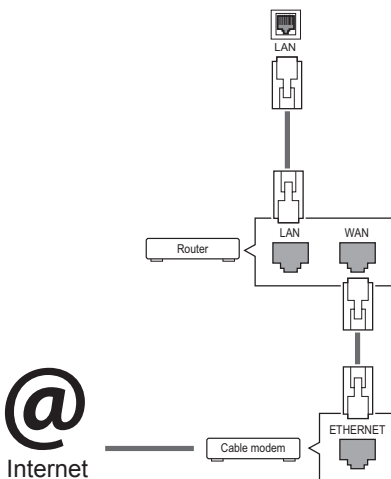 LAN
LAN WAN
Router
ETHERNET
@
Cable modem
Internet